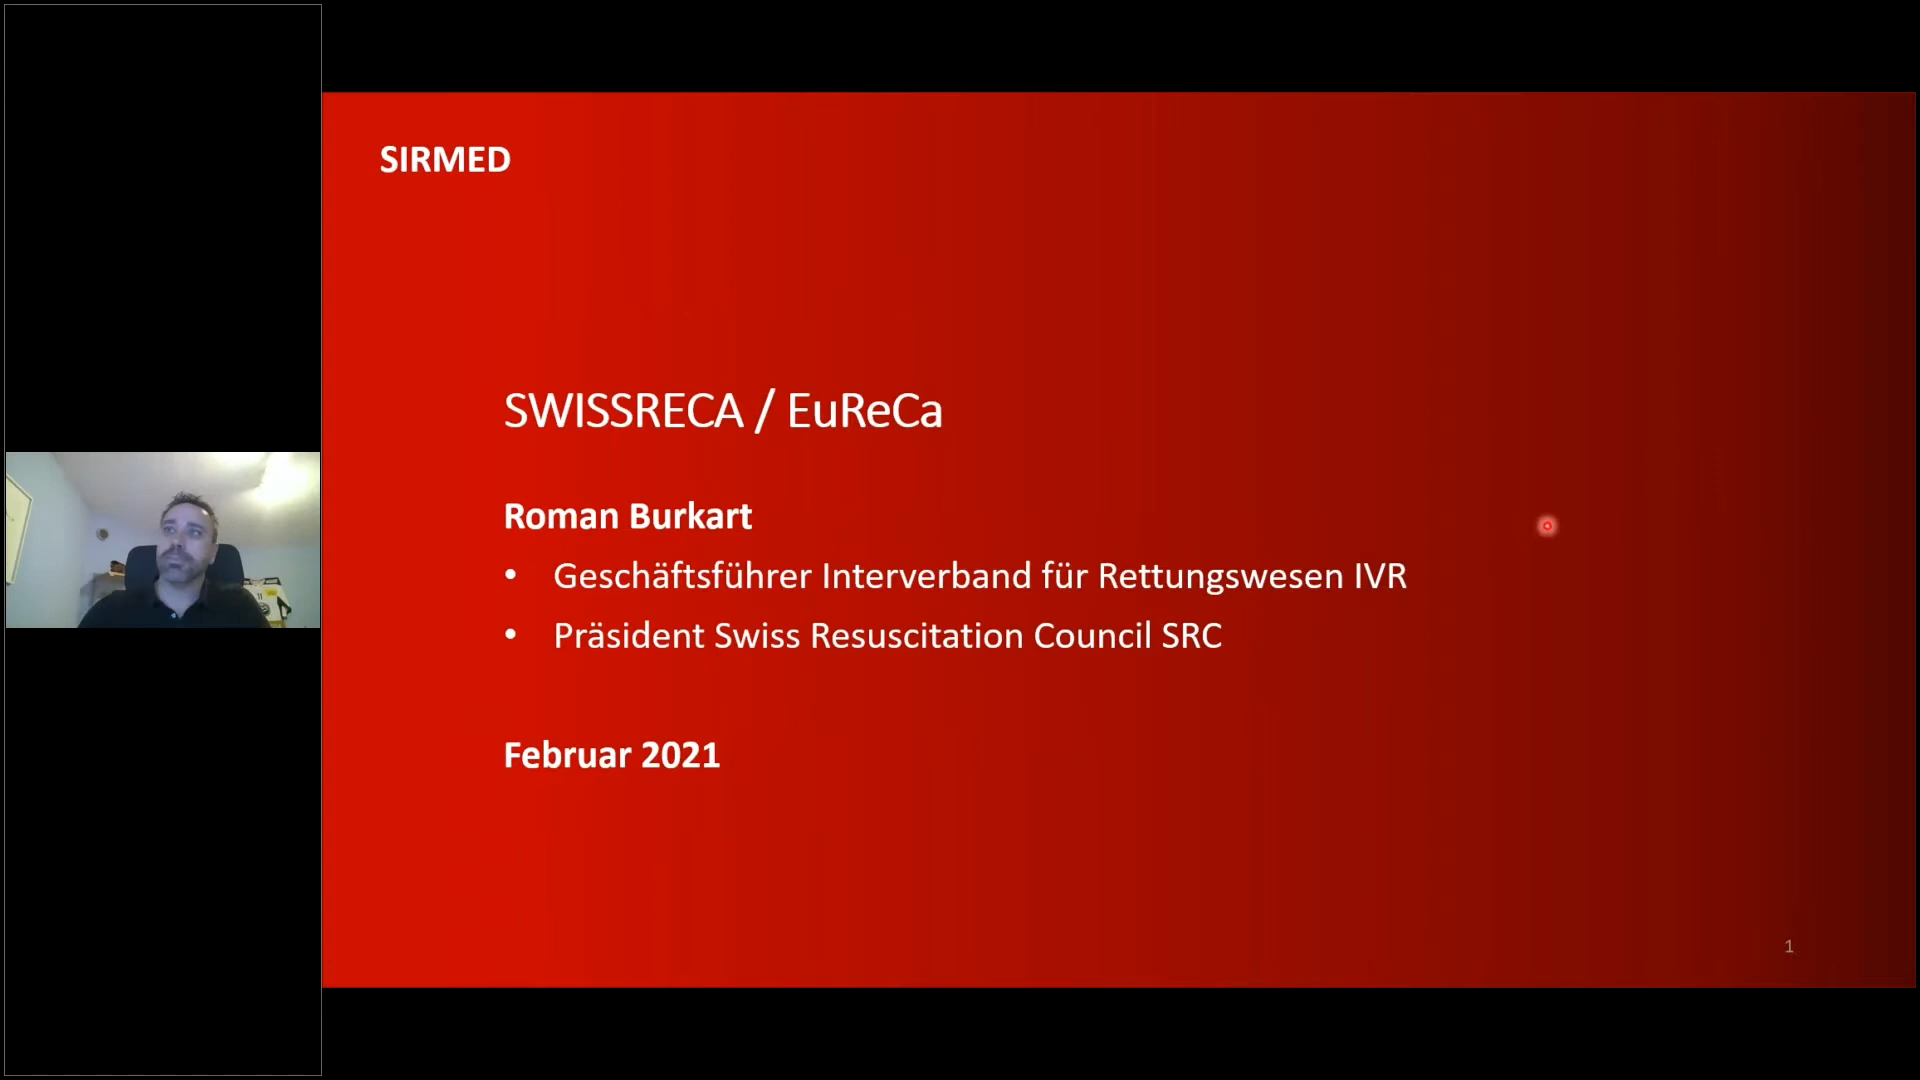 SIRMED
SWISSRECA / EuReCa
Roman Burkart
• Geschäftsführer Interverband für Rettungswesen IVR
• Präsident Swiss Resuscitation Council SRC
Februar 2021
1